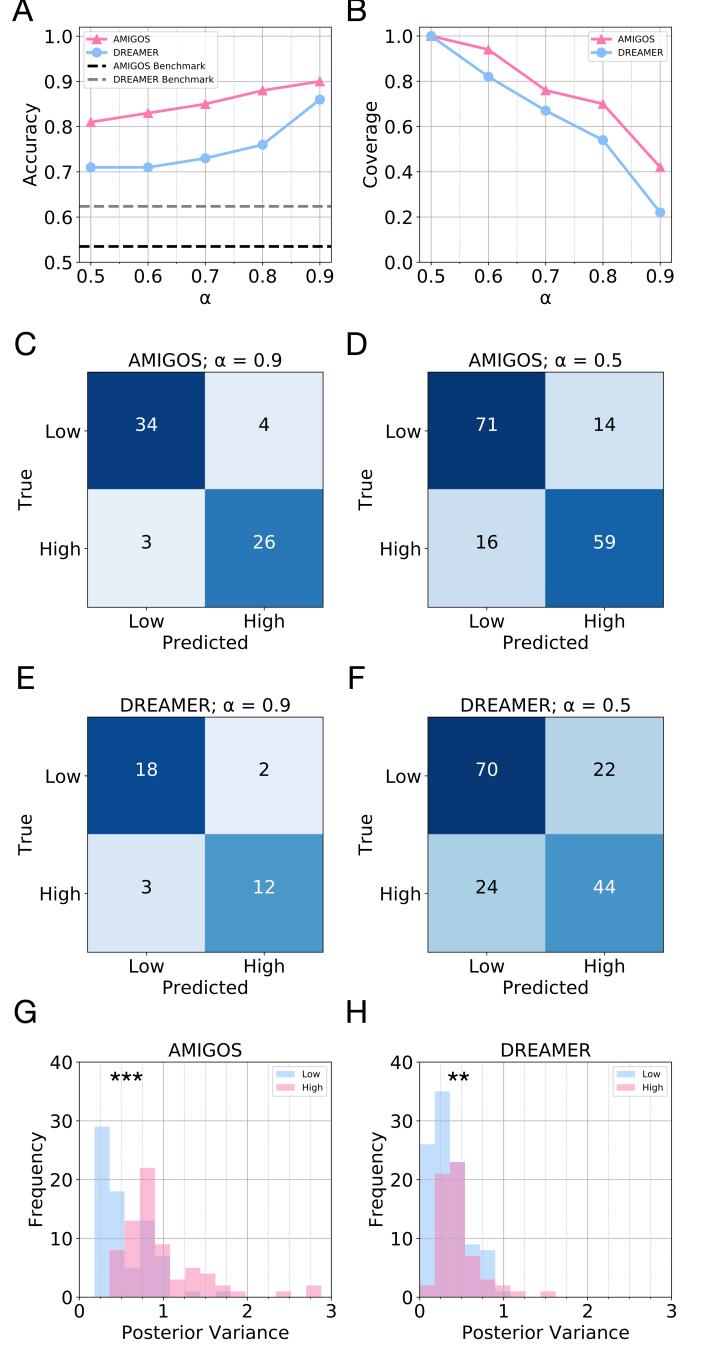 A
1.0
0.9
0.8
0.7
0.6
0.5
Accuracy
AMIGOS
DREAMER
AMIGOS Benchmark
DREAMER Benchmark
0.5 0.6 0.7 0.8 0.9
α
B
1.0
0.8
0.6
0.4
0.2
0.0
Coverage
AMIGOS
DREAMER
0.5 0.6 0.7 0.8 0.9
α
C
AMIGOS; α = 0.9
True
Low
34 4
High
3 26
Low High
Predicted
D
AMIGOS; α = 0.5
True
Low
71 14
High
16 59
Low High
Predicted
E
DREAMER; α = 0.9
True
Low
18 2
High
3 12
Low High
Predicted
F
DREAMER; α = 0.5
True
Low
70 22
High
24 44
Low High
Predicted
G
AMIGOS
40
30
20
10
0
Frequency
***
Low
High
0 1 2 3
Posterior Variance
H
DREAMER
40
30
20
10
0
Frequency
**
Low
High
0 1 2 3
Posterior Variance